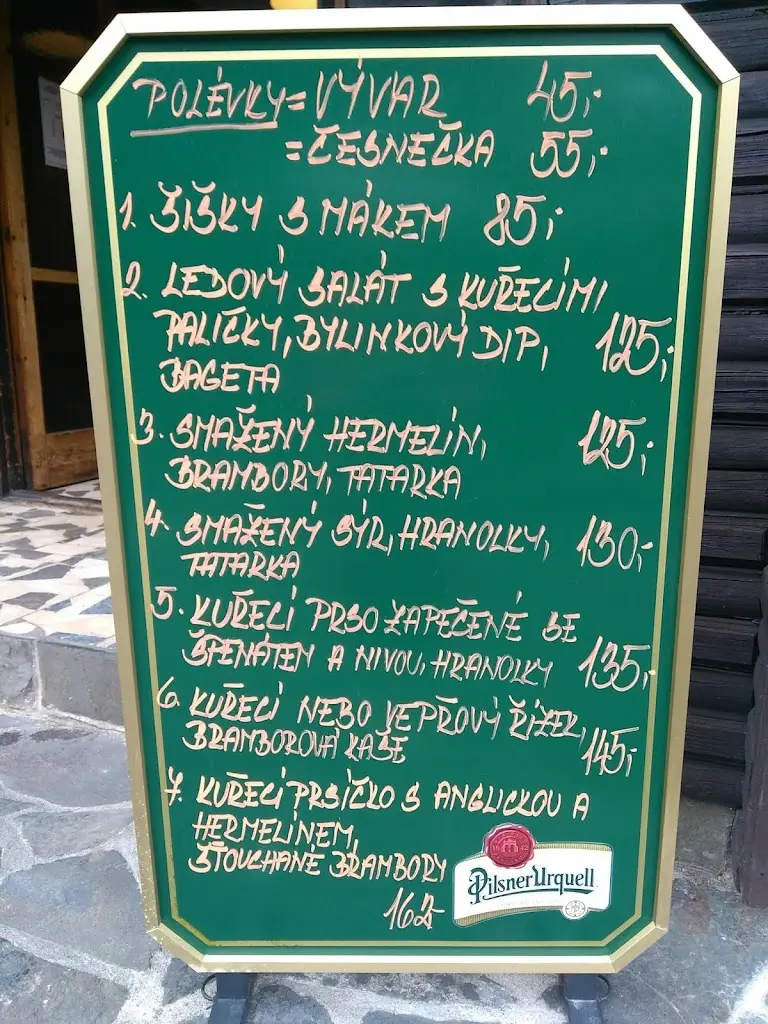 POLÉVKY = VÝVAR 45,-
= ČESNEČKA 55,-
1. ŠIŠKY S MÁKEM 85,-
2. LEDOVÝ SALÁT S KUŘECÍMI
PALIČKY, BYLINKOVÝ DIP, 125,-
BAGETA
3. SMAŽENÝ HERMELÍN, 125,-
BRAMBORY, TATARKA
4. SMAŽENÝ SÝR, HRANOLKY, 130,-
TATARKA
5. KUŘECÍ PRSO ZAPEČENÉ SE
ŠPENÁTEM A NIVOU, HRANOLKY 135,-
6. KUŘECÍ NEBO VEPŘOVÝ ŘÍZEK,
BRAMBOROVÁ KAŠE 145,-
7. KUŘECÍ PRSÍČKO S ANGLICKOU A
HERMELÍNEM,
ŠŤOUCHANÉ BRAMBORY
Pilsner Urquell